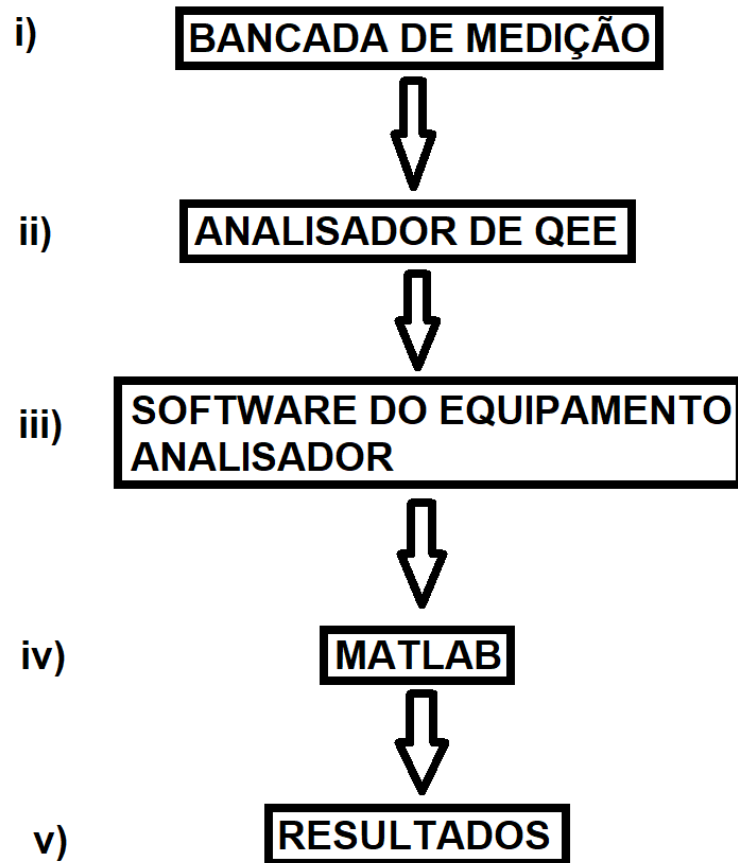 i) BANCADA DE MEDIÇÃO
ii) ANALISADOR DE QEE
iii) SOFTWARE DO EQUIPAMENTO
ANALISADOR
iv) MATLAB
v) RESULTADOS